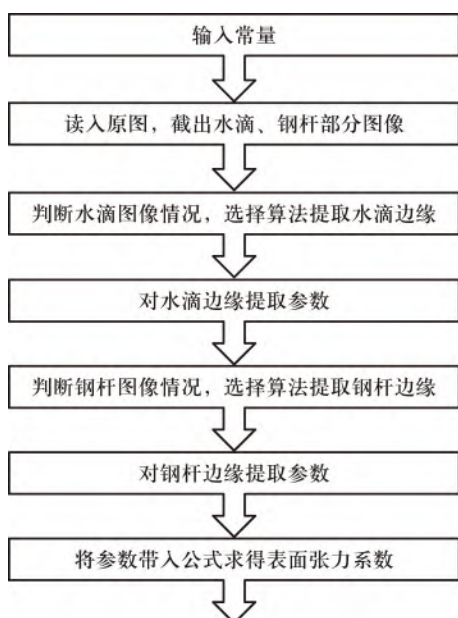 输入常量
读入原图，截出水滴、钢杆部分图像
判断水滴图像情况，选择算法提取水滴边缘
对水滴边缘提取参数
判断钢杆图像情况，选择算法提取钢杆边缘
对钢杆边缘提取参数
将参数带入公式求得表面张力系数